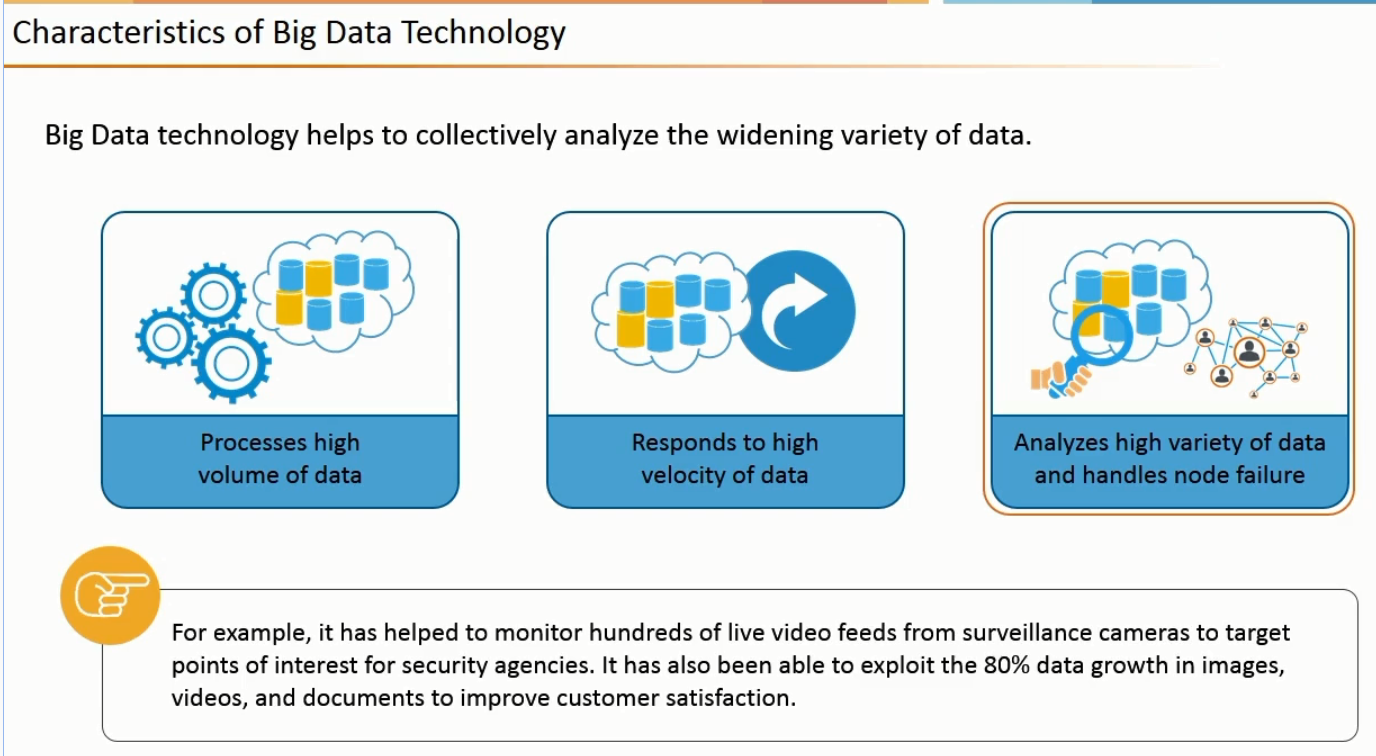 Characteristics of Big Data Technology
Big Data technology helps to collectively analyze the widening variety of data.
Processes high
volume of data
Responds to high
velocity of data
Analyzes high variety of data
and handles node failure
For example, it has helped to monitor hundreds of live video feeds from surveillance cameras to target
points of interest for security agencies. It has also been able to exploit the 80% data growth in images,
videos, and documents to improve customer satisfaction.